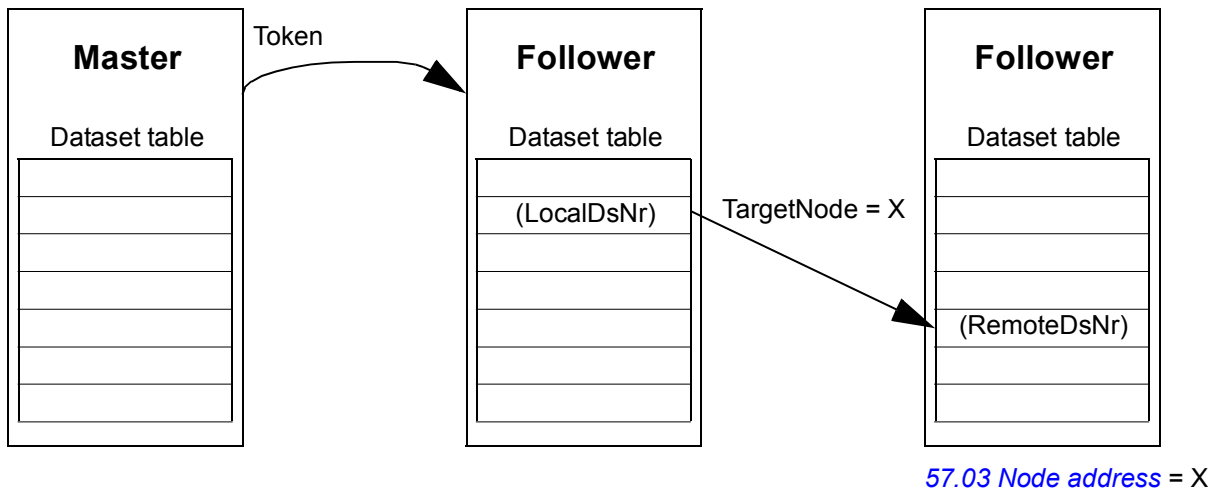 Master
Token
Follower
Follower
Dataset table
Dataset table
Dataset table
(LocalDsNr)
TargetNode = X
(RemoteDsNr)
57.03 Node address = X